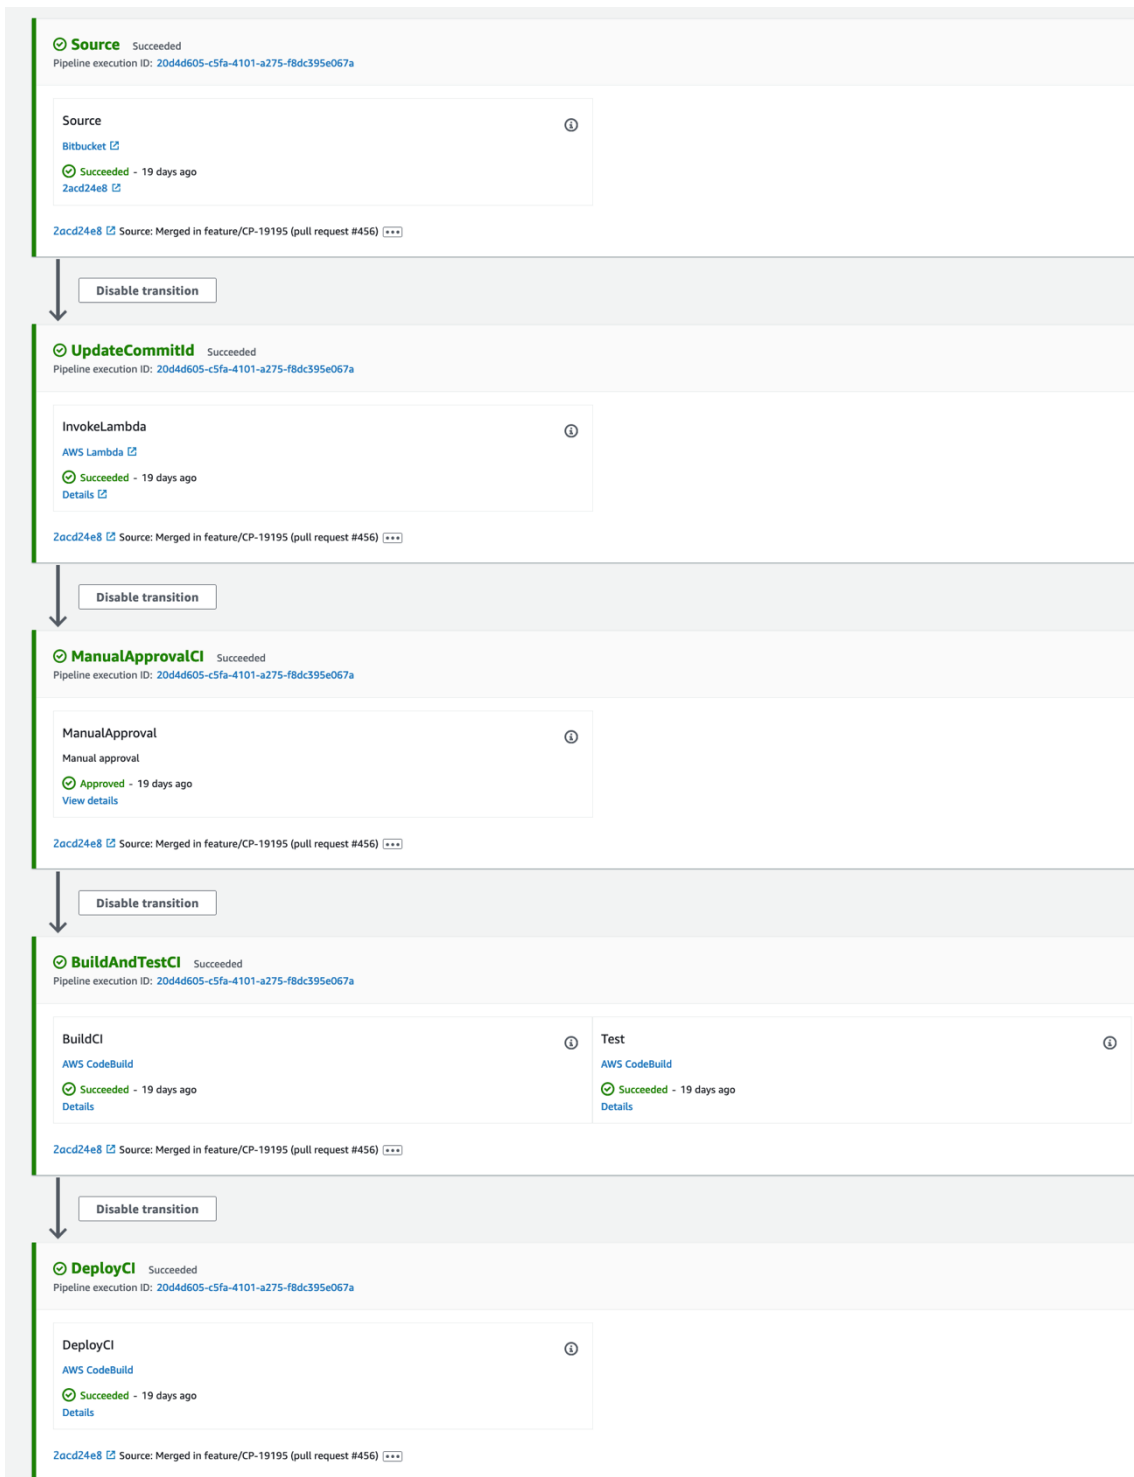 Source Succeeded
Pipeline execution ID: 20d4d605-c5fa-4101-a275-f8dc395e067a
Source
Bitbucket
Succeeded - 19 days ago
2acd24e8
2acd24e8 Source: Merged in feature/CP-19195 (pull request #456)
Disable transition
UpdateCommitId Succeeded
Pipeline execution ID: 20d4d605-c5fa-4101-a275-f8dc395e067a
InvokeLambda
AWS Lambda
Succeeded - 19 days ago
Details
2acd24e8 Source: Merged in feature/CP-19195 (pull request #456)
Disable transition
ManualApprovalCI Succeeded
Pipeline execution ID: 20d4d605-c5fa-4101-a275-f8dc395e067a
ManualApproval
Manual approval
Approved - 19 days ago
View details
2acd24e8 Source: Merged in feature/CP-19195 (pull request #456)
Disable transition
BuildAndTestCI Succeeded
Pipeline execution ID: 20d4d605-c5fa-4101-a275-f8dc395e067a
BuildCI
AWS CodeBuild
Succeeded - 19 days ago
Details
Test
AWS CodeBuild
Succeeded - 19 days ago
Details
2acd24e8 Source: Merged in feature/CP-19195 (pull request #456)
Disable transition
DeployCI Succeeded
Pipeline execution ID: 20d4d605-c5fa-4101-a275-f8dc395e067a
DeployCI
AWS CodeBuild
Succeeded - 19 days ago
Details
2acd24e8 Source: Merged in feature/CP-19195 (pull request #456)